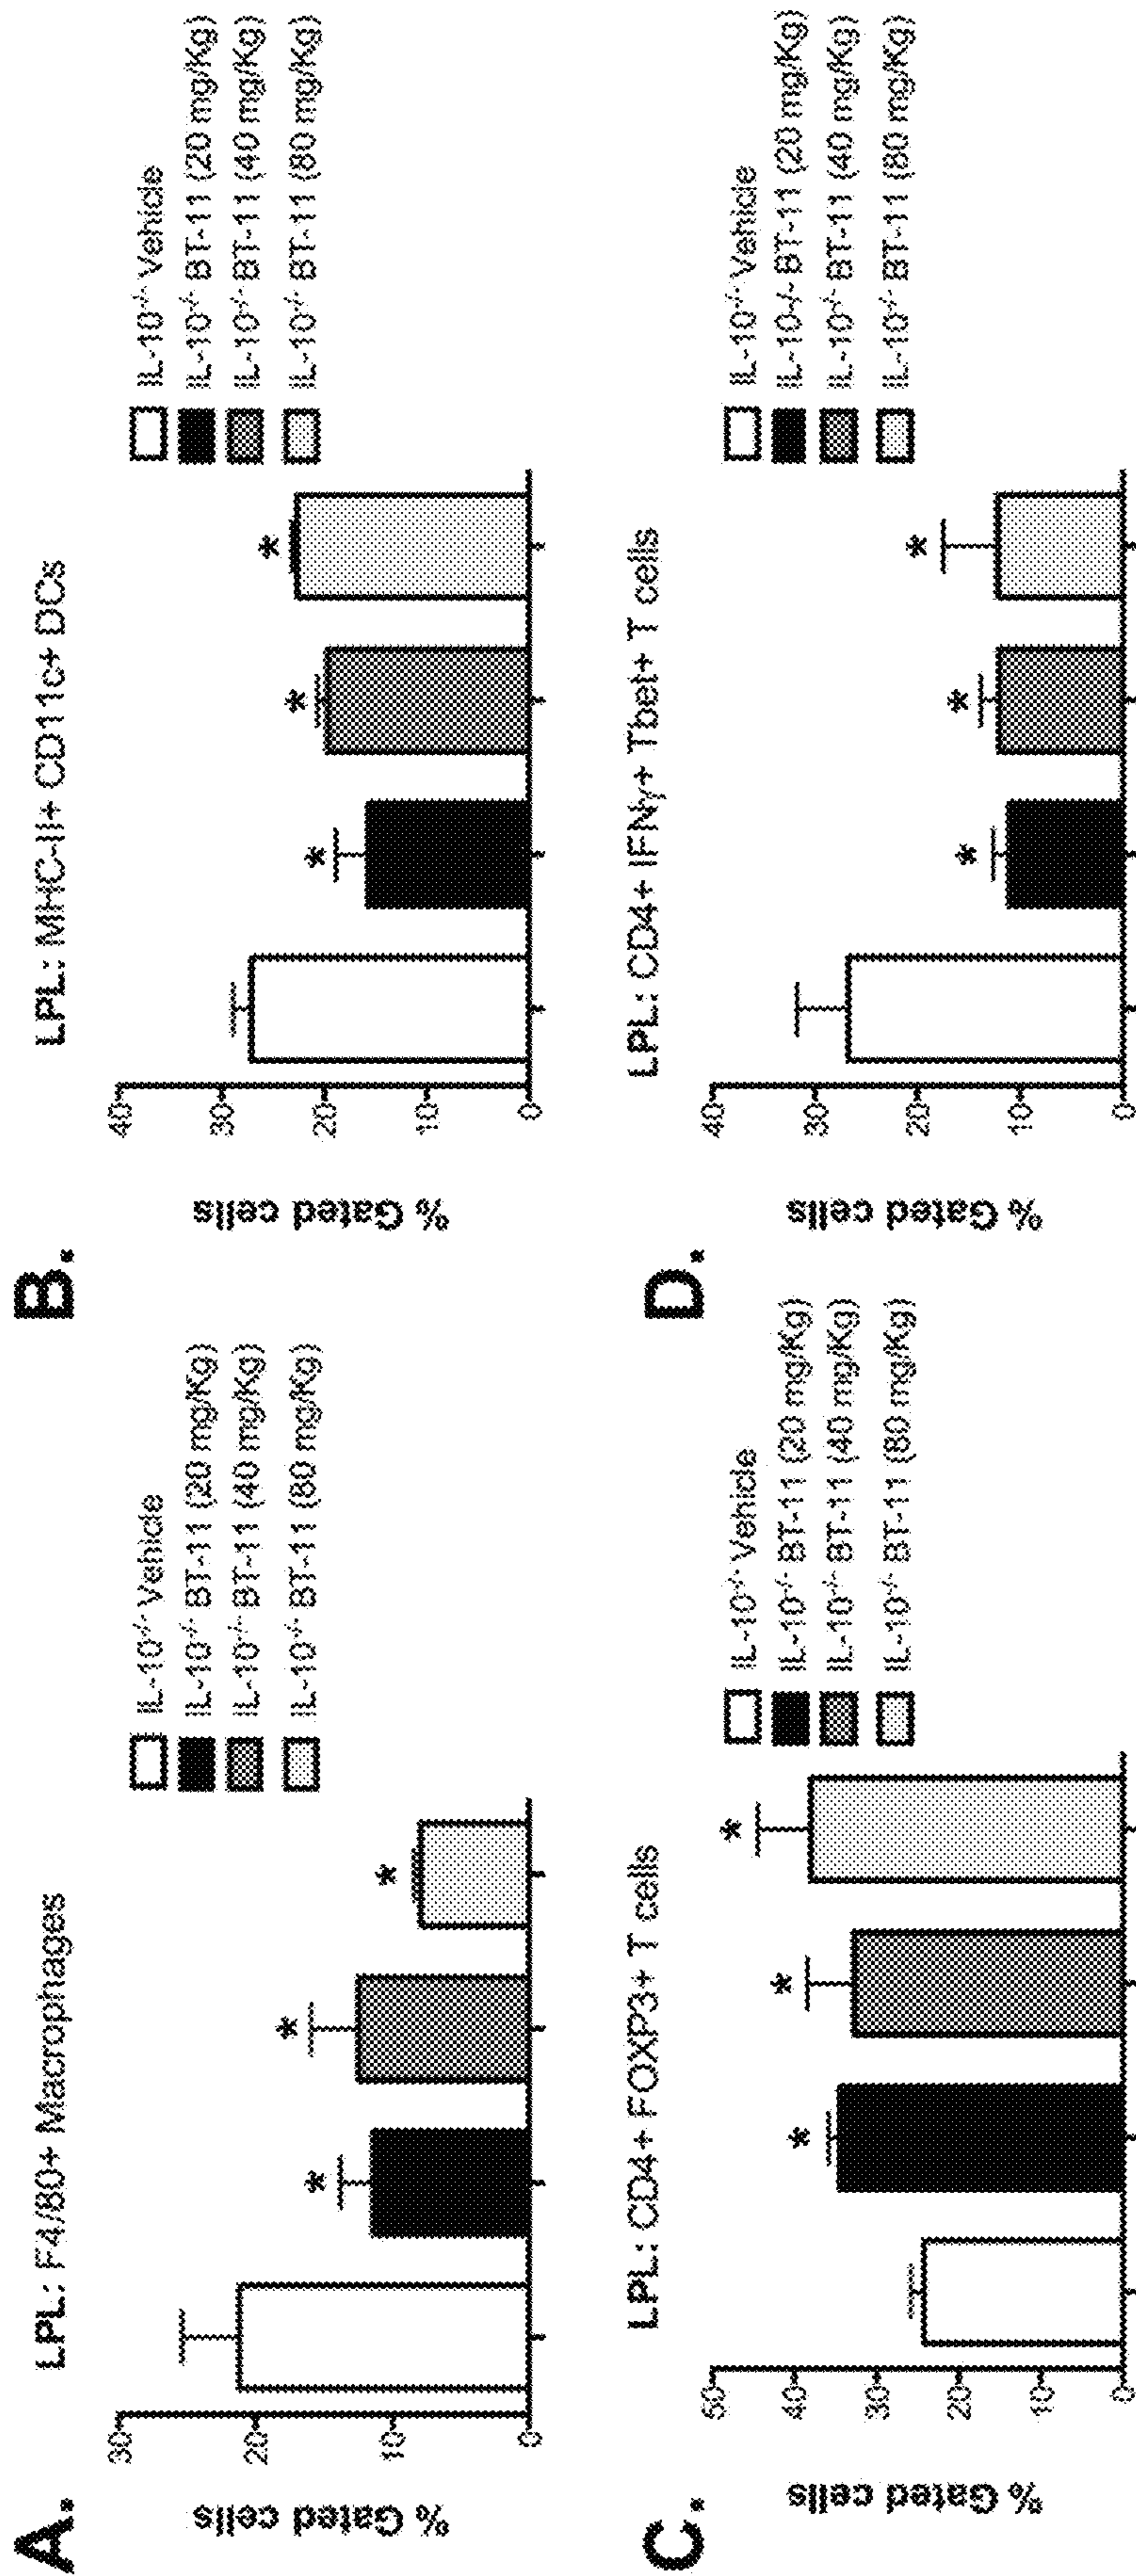 A.
LPL: F4/80+ Macrophages
% Gated cells
30
20
10
0
IL-10-/- Vehicle
IL-10-/- BT-11 (20 mg/Kg)
IL-10-/- BT-11 (40 mg/Kg)
IL-10-/- BT-11 (80 mg/Kg)
*
*
*
B.
LPL: MHC-II+ CD11c+ DCs
% Gated cells
40
30
20
10
0
IL-10-/- Vehicle
IL-10-/- BT-11 (20 mg/Kg)
IL-10-/- BT-11 (40 mg/Kg)
IL-10-/- BT-11 (80 mg/Kg)
*
*
*
C.
LPL: CD4+ FOXP3+ T cells
% Gated cells
50
40
30
20
10
0
IL-10-/- Vehicle
IL-10-/- BT-11 (20 mg/Kg)
IL-10-/- BT-11 (40 mg/Kg)
IL-10-/- BT-11 (80 mg/Kg)
*
*
*
D.
LPL: CD4+ IFNγ+ Tbet+ T cells
% Gated cells
40
30
20
10
0
IL-10-/- Vehicle
IL-10-/- BT-11 (20 mg/Kg)
IL-10-/- BT-11 (40 mg/Kg)
IL-10-/- BT-11 (80 mg/Kg)
*
*
*